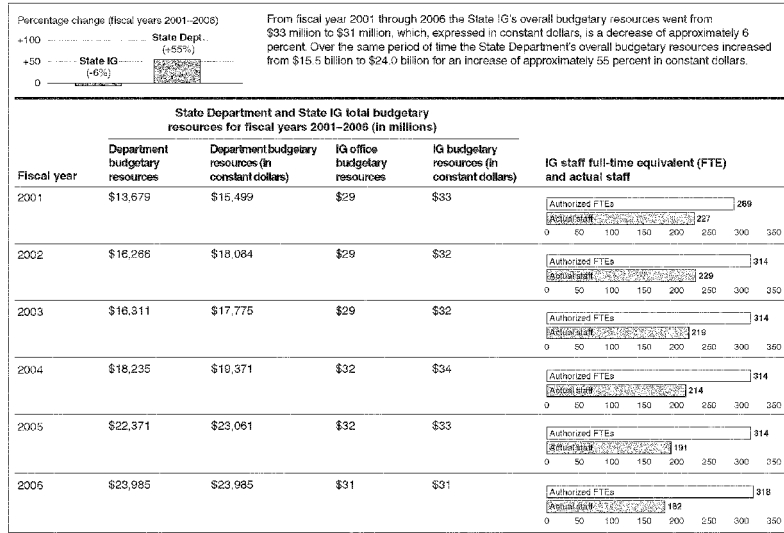 Percentage change (fiscal years 2001–2006)
+100
State Dept.
(+55%)
+50
State IG
(-6%)
0
From fiscal year 2001 through 2006 the State IG's overall budgetary resources went from
$33 million to $31 million, which, expressed in constant dollars, is a decrease of approximately 6
percent. Over the same period of time the State Department's overall budgetary resources increased
from $15.5 billion to $24.0 billion for an increase of approximately 55 percent in constant dollars.
State Department and State IG total budgetary
resources for fiscal years 2001–2006 (in millions)
Fiscal year
Department
budgetary
resources
Department budgetary
resources (in
constant dollars)
IG office
budgetary
resources
IG budgetary
resources (in
constant dollars)
IG staff full-time equivalent (FTE)
and actual staff
2001 $13,679 $15,499 $29 $33
Authorized FTEs 269
Actual staff 227
0 50 100 150 200 250 300 350
2002 $16,266 $18,084 $29 $32
Authorized FTEs 314
Actual staff 229
0 50 100 150 200 250 300 350
2003 $16,311 $17,775 $29 $32
Authorized FTEs 314
Actual staff 219
0 50 100 150 200 250 300 350
2004 $18,235 $19,371 $32 $34
Authorized FTEs 314
Actual staff 214
0 50 100 150 200 250 300 350
2005 $22,371 $23,061 $32 $33
Authorized FTEs 314
Actual staff 191
0 50 100 150 200 250 300 350
2006 $23,985 $23,985 $31 $31
Authorized FTEs 318
Actual staff 182
0 50 100 150 200 250 300 350